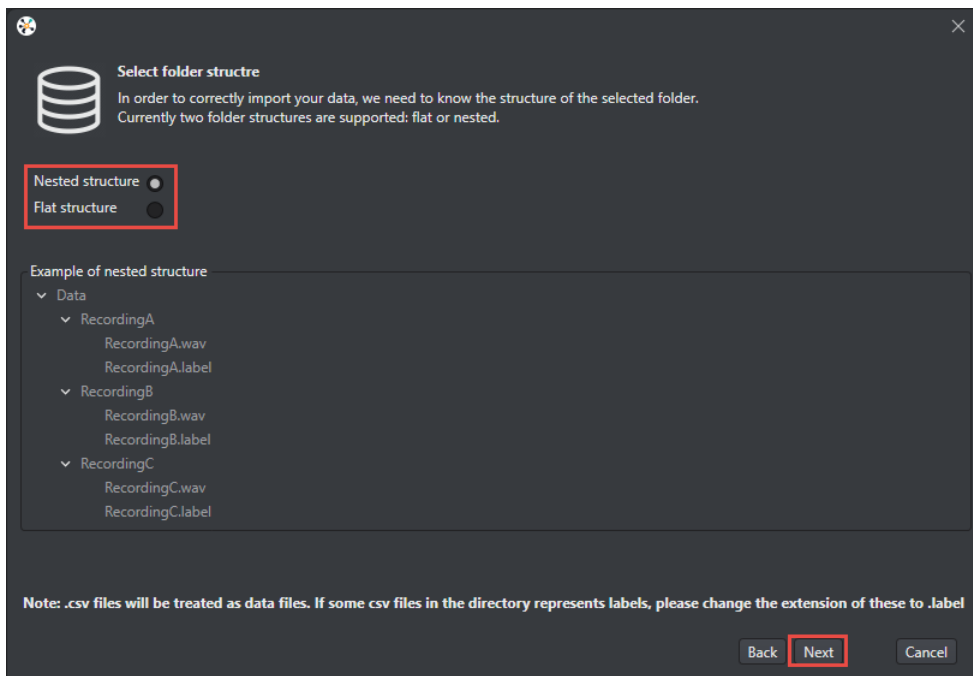 Select folder structre
In order to correctly import your data, we need to know the structure of the selected folder.
Currently two folder structures are supported: flat or nested.
Nested structure
Flat structure
Example of nested structure
Data
RecordingA
RecordingA.wav
RecordingA.label
RecordingB
RecordingB.wav
RecordingB.label
RecordingC
RecordingC.wav
RecordingC.label
Note: .csv files will be treated as data files. If some csv files in the directory represents labels, please change the extension of these to .label
Back Next Cancel